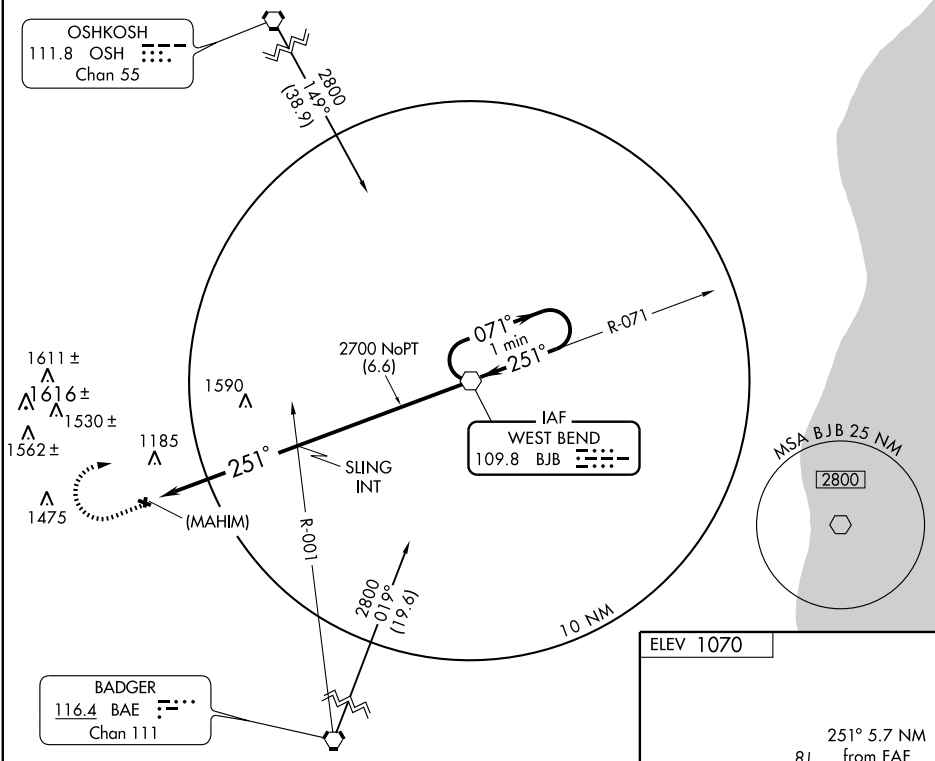 OSHKOSH
111.8 OSH
Chan 55
2800
149°
(38.9)
071°
1 min
251°
R-071
2700 NoPT
(6.6)
1611 ±
1616 ±
1530 ±
1562 ±
1590
1185
1475
251°
SLING
INT
(MAHIM)
IAF
WEST BEND
109.8 BJB
MSA BJB 25 NM
2800
R-001
2800
019°
(19.6)
10 NM
BADGER
116.4 BAE
Chan 111
ELEV 1070
251° 5.7 NM
from FAF